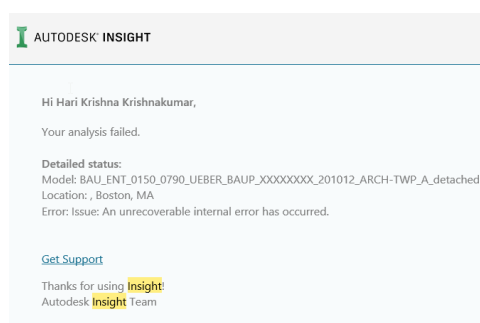 AUTODESK® INSIGHT
Hi Hari Krishna Krishnakumar,
Your analysis failed.
Detailed status:
Model: BAU_ENT_0150_0790_UEBER_BAUP_XXXXXXXX_201012_ARCH-TWP_A_detached
Location: , Boston, MA
Error: Issue: An unrecoverable internal error has occurred.
Get Support
Thanks for using Insight!
Autodesk Insight Team